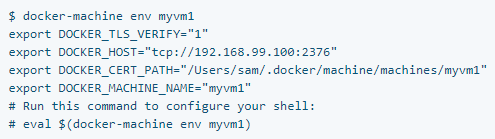 $ docker-machine env myvm1
export DOCKER_TLS_VERIFY="1"
export DOCKER_HOST="tcp://192.168.99.100:2376"
export DOCKER_CERT_PATH="/Users/sam/.docker/machine/machines/myvm1"
export DOCKER_MACHINE_NAME="myvm1"
# Run this command to configure your shell:
# eval $(docker-machine env myvm1)